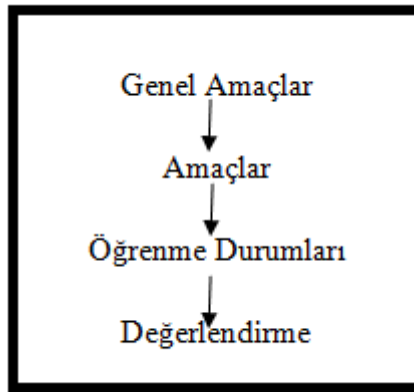 Genel Amaçlar
Amaçlar
Öğrenme Durumları
Değerlendirme